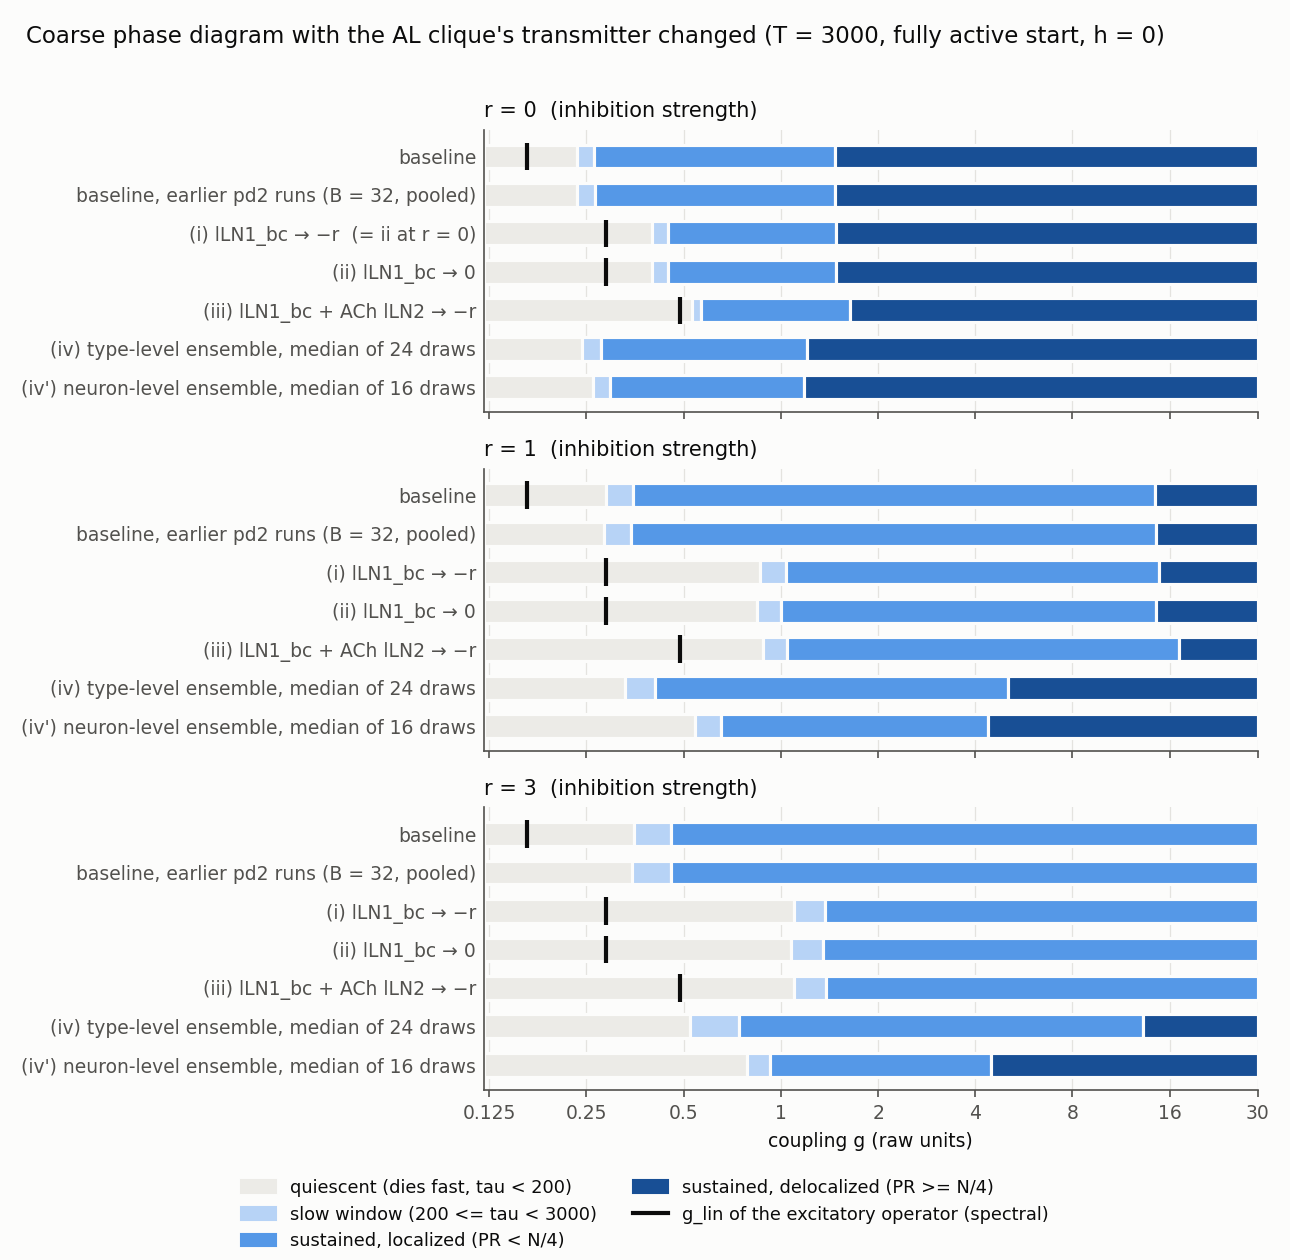 Coarse phase diagram with the AL clique's transmitter changed (T = 3000, fully active start, h = 0)
r = 0  (inhibition strength)
baseline
baseline, earlier pd2 runs (B = 32, pooled)
(i) lLN1_bc → −r  (= ii at r = 0)
(ii) lLN1_bc → 0
(iii) lLN1_bc + ACh lLN2 → −r
(iv) type-level ensemble, median of 24 draws
(iv') neuron-level ensemble, median of 16 draws
r = 1  (inhibition strength)
baseline
baseline, earlier pd2 runs (B = 32, pooled)
(i) lLN1_bc → −r
(ii) lLN1_bc → 0
(iii) lLN1_bc + ACh lLN2 → −r
(iv) type-level ensemble, median of 24 draws
(iv') neuron-level ensemble, median of 16 draws
r = 3  (inhibition strength)
baseline
baseline, earlier pd2 runs (B = 32, pooled)
(i) lLN1_bc → −r
(ii) lLN1_bc → 0
(iii) lLN1_bc + ACh lLN2 → −r
(iv) type-level ensemble, median of 24 draws
(iv') neuron-level ensemble, median of 16 draws
0.125 0.25 0.5 1 2 4 8 16 30
coupling g (raw units)
quiescent (dies fast, tau < 200)
slow window (200 <= tau < 3000)
sustained, localized (PR < N/4)
sustained, delocalized (PR >= N/4)
g_lin of the excitatory operator (spectral)